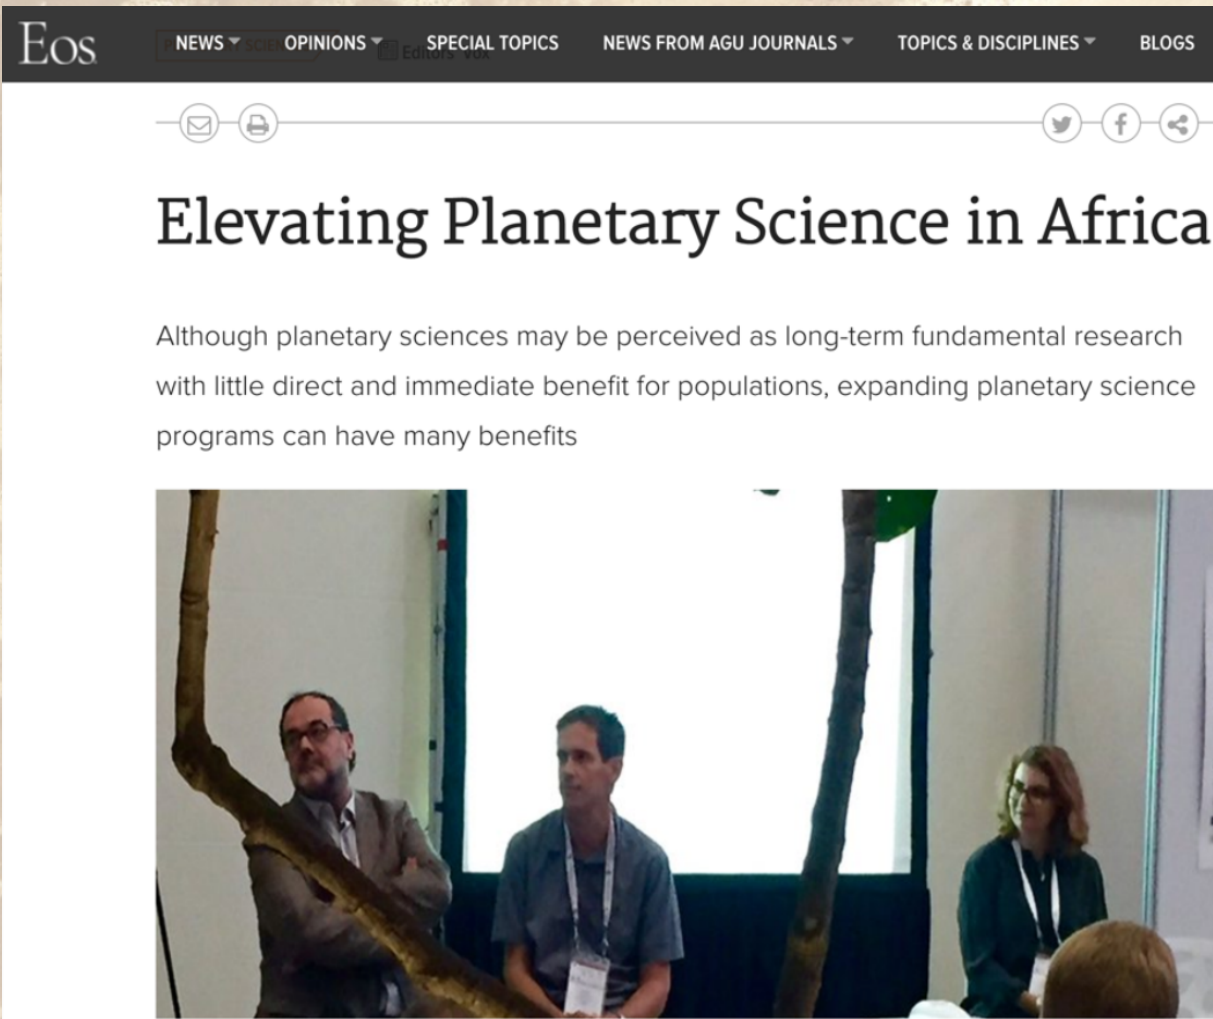 Eos
NEWS OPINIONS SPECIAL TOPICS NEWS FROM AGU JOURNALS TOPICS & DISCIPLINES BLOGS
Editors' Vox
Elevating Planetary Science in Africa
Although planetary sciences may be perceived as long-term fundamental research
with little direct and immediate benefit for populations, expanding planetary science
programs can have many benefits